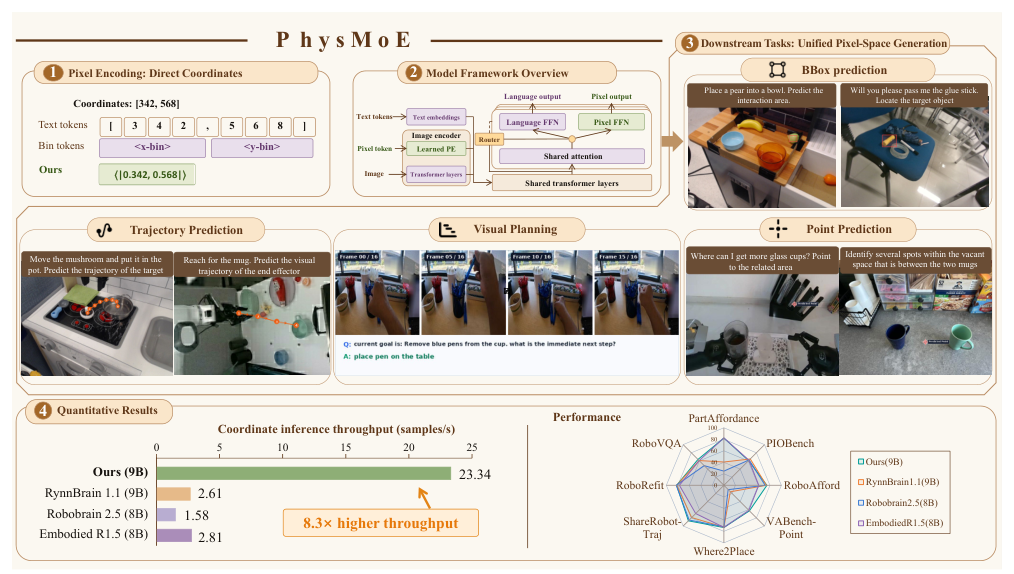 PhysMoE
1 Pixel Encoding: Direct Coordinates
Coordinates: [342, 568]
Text tokens [ 3 4 2 , 5 6 8 ]
Bin tokens <x-bin> <y-bin>
Ours ⟨|0.342, 0.568|⟩
2 Model Framework Overview
Language output Pixel output
Text tokens Text embeddings
Language FFN Pixel FFN
Image encoder
Router
Pixel token Learned PE
Shared attention
Image Transformer layers
Shared transformer layers
3 Downstream Tasks: Unified Pixel-Space Generation
BBox prediction
Place a pear into a bowl. Predict the
interaction area.
Will you please pass me the glue stick.
Locate the target object
Trajectory Prediction
Move the mushroom and put it in the
pot. Predict the trajectory of the target
Reach for the mug. Predict the visual
trajectory of the end effector
Visual Planning
Frame 00 / 16 Frame 05 / 16 Frame 10 / 16 Frame 15 / 16
Q: current goal is: Remove blue pens from the cup. what is the immediate next step?
A: place pen on the table
Point Prediction
Where can I get more glass cups? Point
to the related area
Identify several spots within the vacant
space that is between the two mugs
4 Quantitative Results
Coordinate inference throughput (samples/s)
0 5 10 15 20 25
Ours (9B) 23.34
RynnBrain 1.1 (9B) 2.61
Robobrain 2.5 (8B) 1.58
Embodied R1.5 (8B) 2.81
8.3× higher throughput
Performance
PartAffordance
PIOBench
RoboAfford
VABench-
Point
Where2Place
ShareRobot-
Traj
RoboRefit
RoboVQA
100
80
60
40
20
0
Ours(9B)
RynnBrain1.1(9B)
Robobrain2.5(8B)
EmbodiedR1.5(8B)